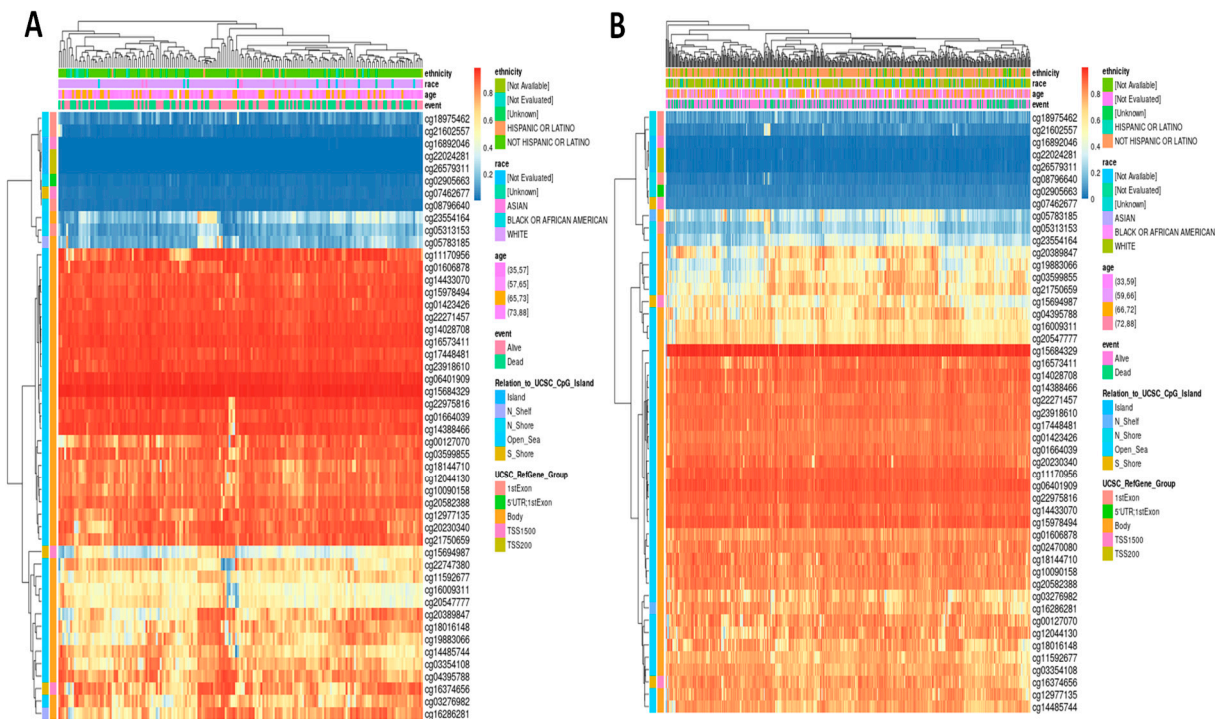 A
ethnicity
race
age
event
cg18975462
cg21602557
cg16892046
cg22024281
cg26579311
cg02905663
cg07462677
cg08796640
cg23554164
cg05313153
cg05783185
cg11170956
cg01606878
cg14433070
cg15978494
cg01423426
cg22271457
cg14028708
cg16573411
cg17448481
cg23918610
cg06401909
cg15684329
cg22975816
cg01664039
cg14388466
cg00127070
cg03599855
cg18144710
cg12044130
cg10090158
cg20582388
cg12977135
cg20230340
cg21750659
cg15694987
cg22747380
cg11592677
cg16009311
cg20547777
cg20389847
cg18016148
cg19883066
cg14485744
cg03354108
cg04395788
cg16374656
cg03276982
cg16286281
0.8
0.6
0.4
0.2
ethnicity
[Not Available]
[Not Evaluated]
[Unknown]
HISPANIC OR LATINO
NOT HISPANIC OR LATINO
race
[Not Evaluated]
[Unknown]
ASIAN
BLACK OR AFRICAN AMERICAN
WHITE
age
(35,57]
(57,65]
(65,73]
(73,88]
event
Alive
Dead
Relation_to_UCSC_CpG_Island
Island
N_Shelf
N_Shore
Open_Sea
S_Shore
UCSC_RefGene_Group
1stExon
5'UTR;1stExon
Body
TSS1500
TSS200
B
ethnicity
race
age
event
cg18975462
cg21602557
cg16892046
cg22024281
cg26579311
cg08796640
cg02905663
cg07462677
cg05783185
cg05313153
cg23554164
cg20389847
cg19883066
cg03599855
cg21750659
cg15694987
cg04395788
cg16009311
cg20547777
cg15684329
cg16573411
cg14028708
cg14388466
cg22271457
cg23918610
cg17448481
cg01423426
cg01664039
cg20230340
cg11170956
cg06401909
cg22975816
cg14433070
cg15978494
cg01606878
cg02470080
cg18144710
cg10090158
cg20582388
cg03276982
cg16286281
cg00127070
cg12044130
cg18016148
cg11592677
cg03354108
cg16374656
cg12977135
cg14485744
0.8
0.6
0.4
0.2
0
ethnicity
[Not Available]
[Not Evaluated]
[Unknown]
HISPANIC OR LATINO
NOT HISPANIC OR LATINO
race
[Not Available]
[Not Evaluated]
[Unknown]
ASIAN
BLACK OR AFRICAN AMERICAN
WHITE
age
(33,59]
(59,66]
(66,72]
(72,88]
event
Alive
Dead
Relation_to_UCSC_CpG_Island
Island
N_Shelf
N_Shore
Open_Sea
S_Shore
UCSC_RefGene_Group
1stExon
5'UTR;1stExon
Body
TSS1500
TSS200